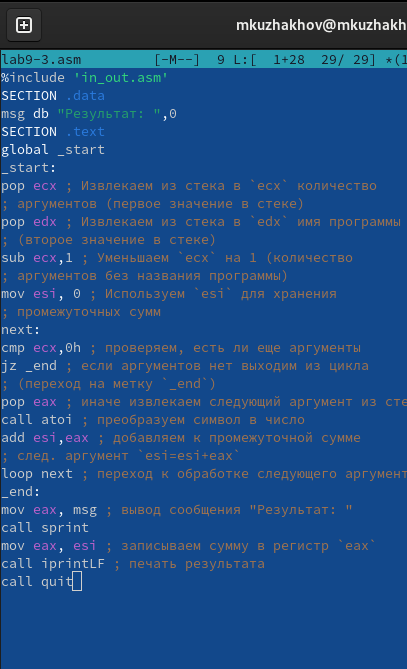 mkuzhakhov@mkuzhakh
lab9-3.asm [-M--] 9 L:[ 1+28 29/ 29] *(1
%include 'in_out.asm'
SECTION .data
msg db "Результат: ",0
SECTION .text
global _start
_start:
pop ecx ; Извлекаем из стека в `ecx` количество
; аргументов (первое значение в стеке)
pop edx ; Извлекаем из стека в `edx` имя программы
; (второе значение в стеке)
sub ecx,1 ; Уменьшаем `ecx` на 1 (количество
; аргументов без названия программы)
mov esi, 0 ; Используем `esi` для хранения
; промежуточных сумм
next:
cmp ecx,0h ; проверяем, есть ли еще аргументы
jz _end ; если аргументов нет выходим из цикла
; (переход на метку `_end`)
pop eax ; иначе извлекаем следующий аргумент из сте
call atoi ; преобразуем символ в число
add esi,eax ; добавляем к промежуточной сумме
; след. аргумент `esi=esi+eax`
loop next ; переход к обработке следующего аргумент
_end:
mov eax, msg ; вывод сообщения "Результат: "
call sprint
mov eax, esi ; записываем сумму в регистр `eax`
call iprintLF ; печать результата
call quit